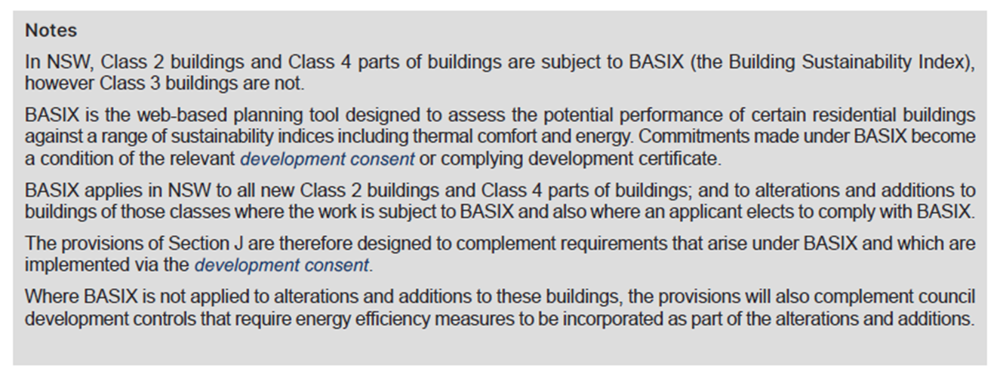 Notes
In NSW, Class 2 buildings and Class 4 parts of buildings are subject to BASIX (the Building Sustainability Index),
however Class 3 buildings are not.
BASIX is the web-based planning tool designed to assess the potential performance of certain residential buildings
against a range of sustainability indices including thermal comfort and energy. Commitments made under BASIX become
a condition of the relevant development consent or complying development certificate.
BASIX applies in NSW to all new Class 2 buildings and Class 4 parts of buildings; and to alterations and additions to
buildings of those classes where the work is subject to BASIX and also where an applicant elects to comply with BASIX.
The provisions of Section J are therefore designed to complement requirements that arise under BASIX and which are
implemented via the development consent.
Where BASIX is not applied to alterations and additions to these buildings, the provisions will also complement council
development controls that require energy efficiency measures to be incorporated as part of the alterations and additions.